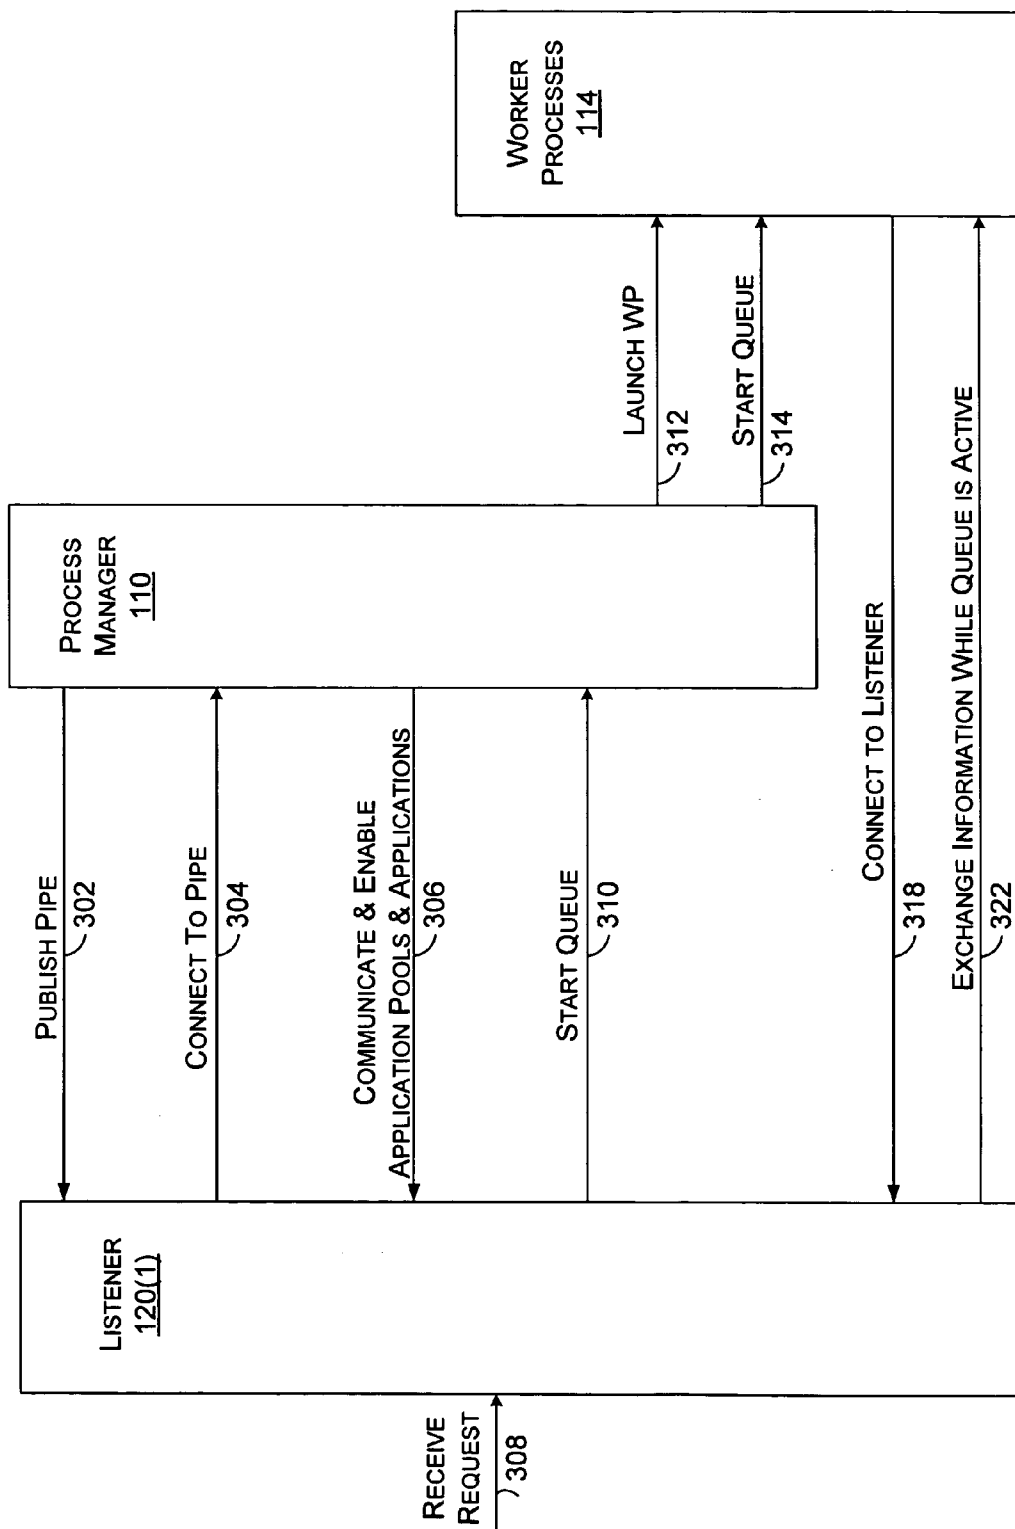 LISTENER
120(1)
PROCESS
MANAGER
110
WORKER
PROCESSES
114
PUBLISH PIPE
302
CONNECT TO PIPE
304
COMMUNICATE & ENABLE
APPLICATION POOLS & APPLICATIONS
306
RECEIVE
REQUEST
308
START QUEUE
310
LAUNCH WP
312
START QUEUE
314
CONNECT TO LISTENER
318
EXCHANGE INFORMATION WHILE QUEUE IS ACTIVE
322